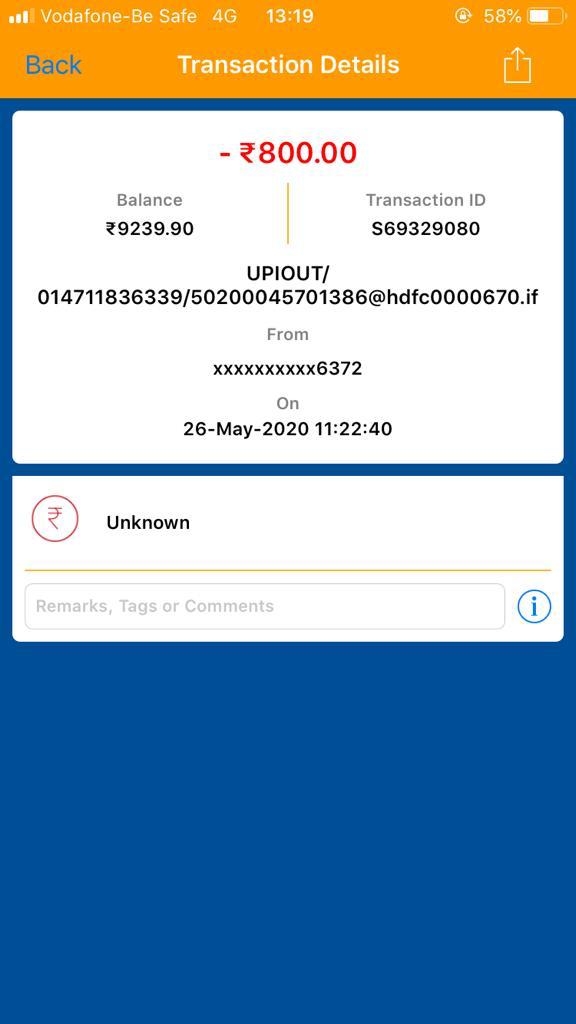 Vodafone-Be Safe 4G 13:19 58%
Back Transaction Details
- ₹800.00
Balance Transaction ID
₹9239.90 S69329080
UPIOUT/
014711836339/50200045701386@hdfc0000670.if
From
xxxxxxxxxx6372
On
26-May-2020 11:22:40
₹ Unknown
Remarks, Tags or Comments i